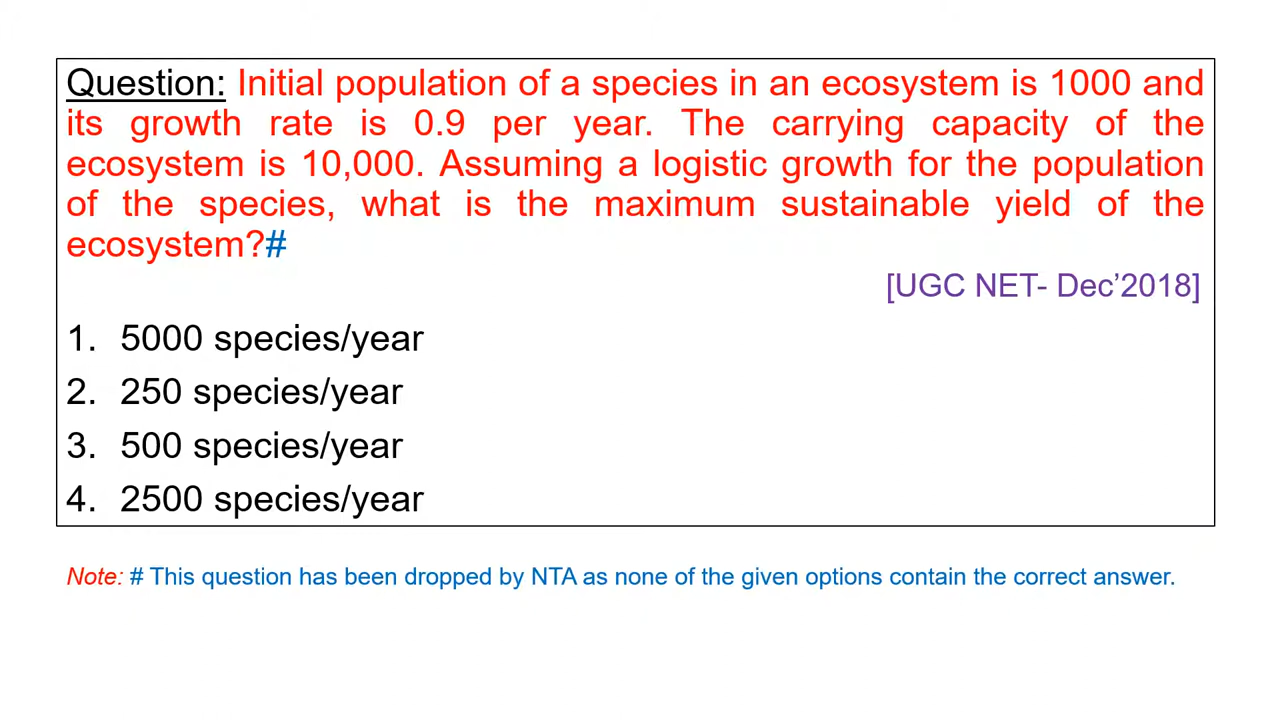 Question: Initial population of a species in an ecosystem is 1000 and
its growth rate is 0.9 per year. The carrying capacity of the
ecosystem is 10,000. Assuming a logistic growth for the population
of the species, what is the maximum sustainable yield of the
ecosystem?#
[UGC NET- Dec’2018]
1. 5000 species/year
2. 250 species/year
3. 500 species/year
4. 2500 species/year
Note: # This question has been dropped by NTA as none of the given options contain the correct answer.